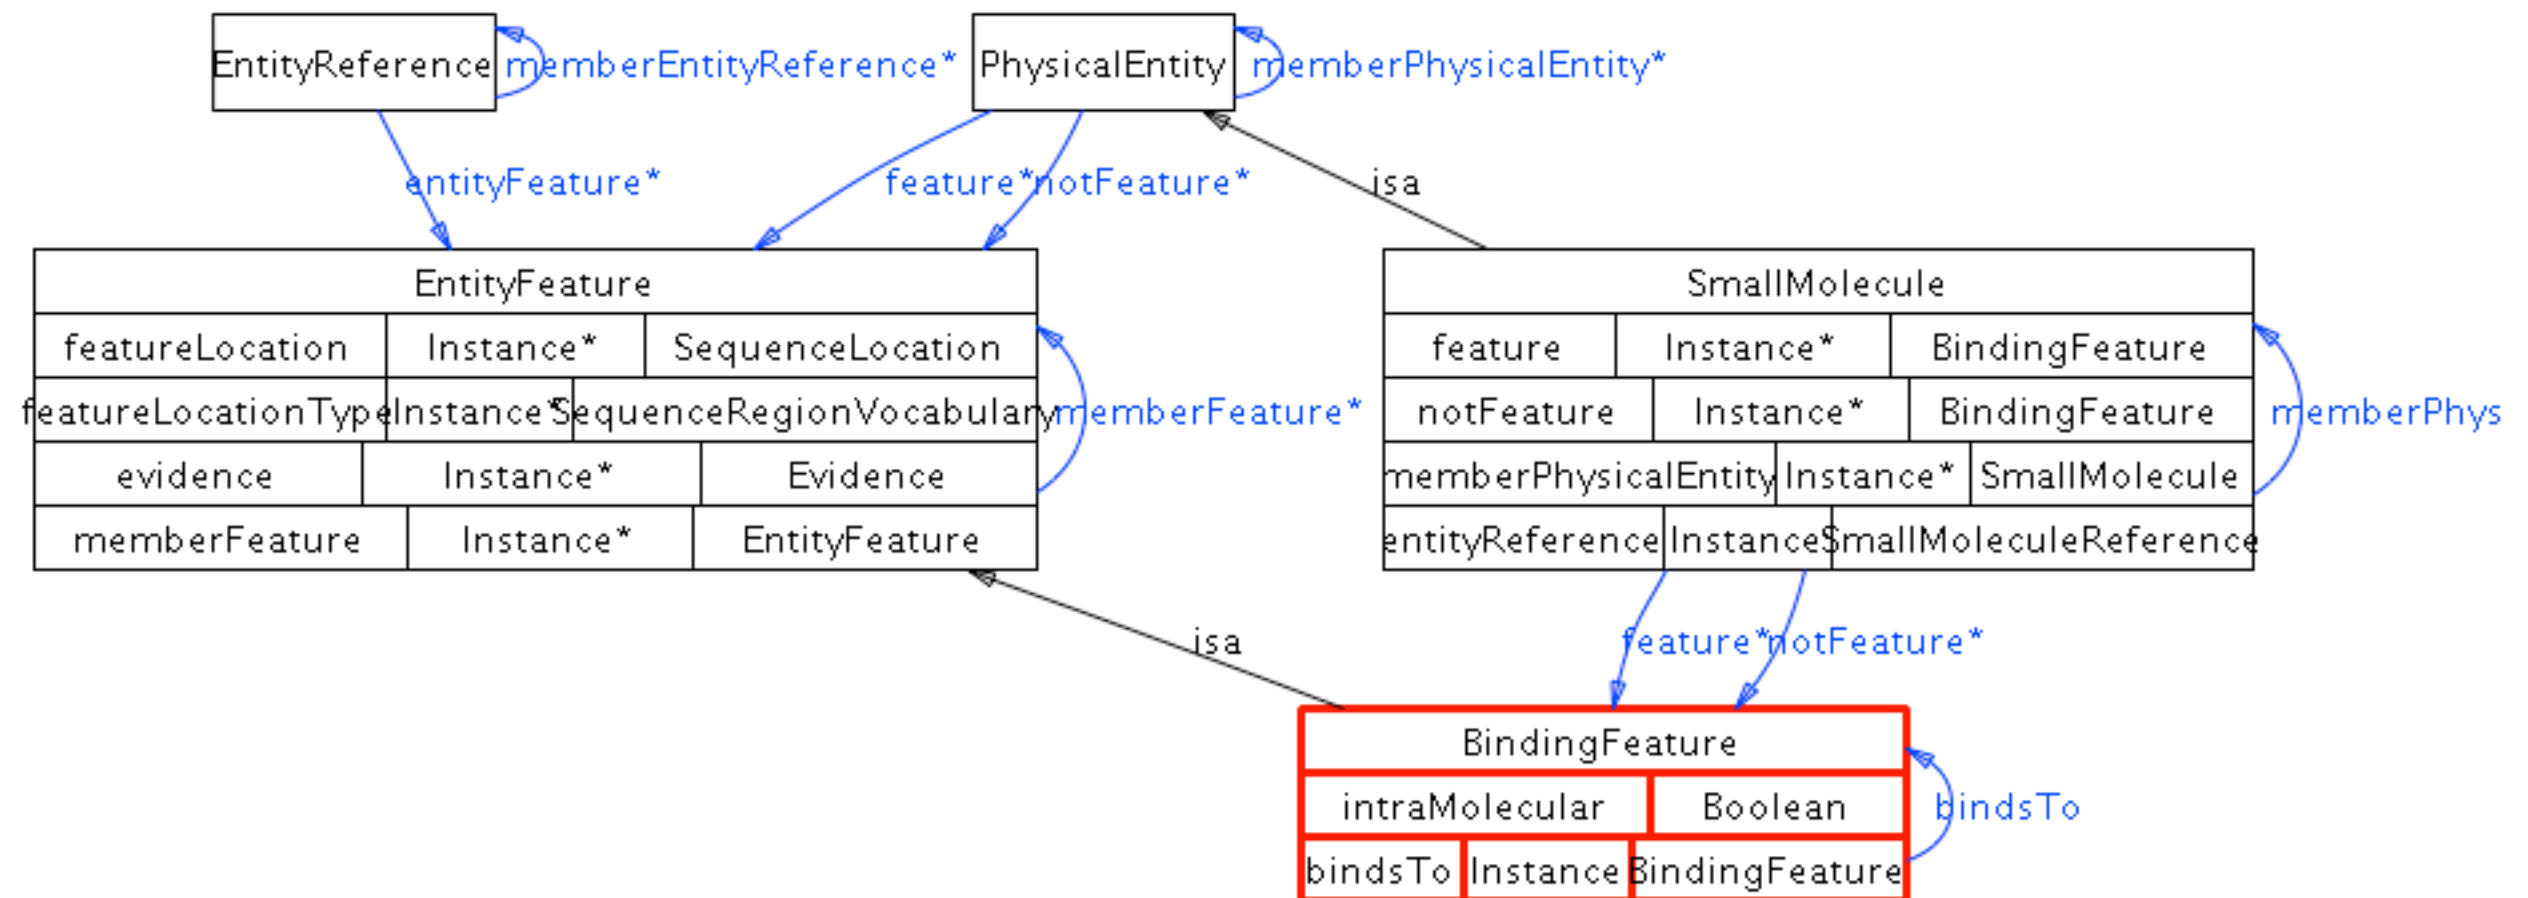 EntityReference memberEntityReference* PhysicalEntity memberPhysicalEntity*
entityFeature* feature* notFeature* isa
EntityFeature SmallMolecule
featureLocation Instance* SequenceLocation feature Instance* BindingFeature
featureLocationType Instance* SequenceRegionVocabulary memberFeature* notFeature Instance* BindingFeature memberPhys
evidence Instance* Evidence memberPhysicalEntity Instance* SmallMolecule
memberFeature Instance* EntityFeature entityReference Instance SmallMoleculeReference
isa feature* notFeature*
BindingFeature
intraMolecular Boolean bindsTo
bindsTo Instance BindingFeature